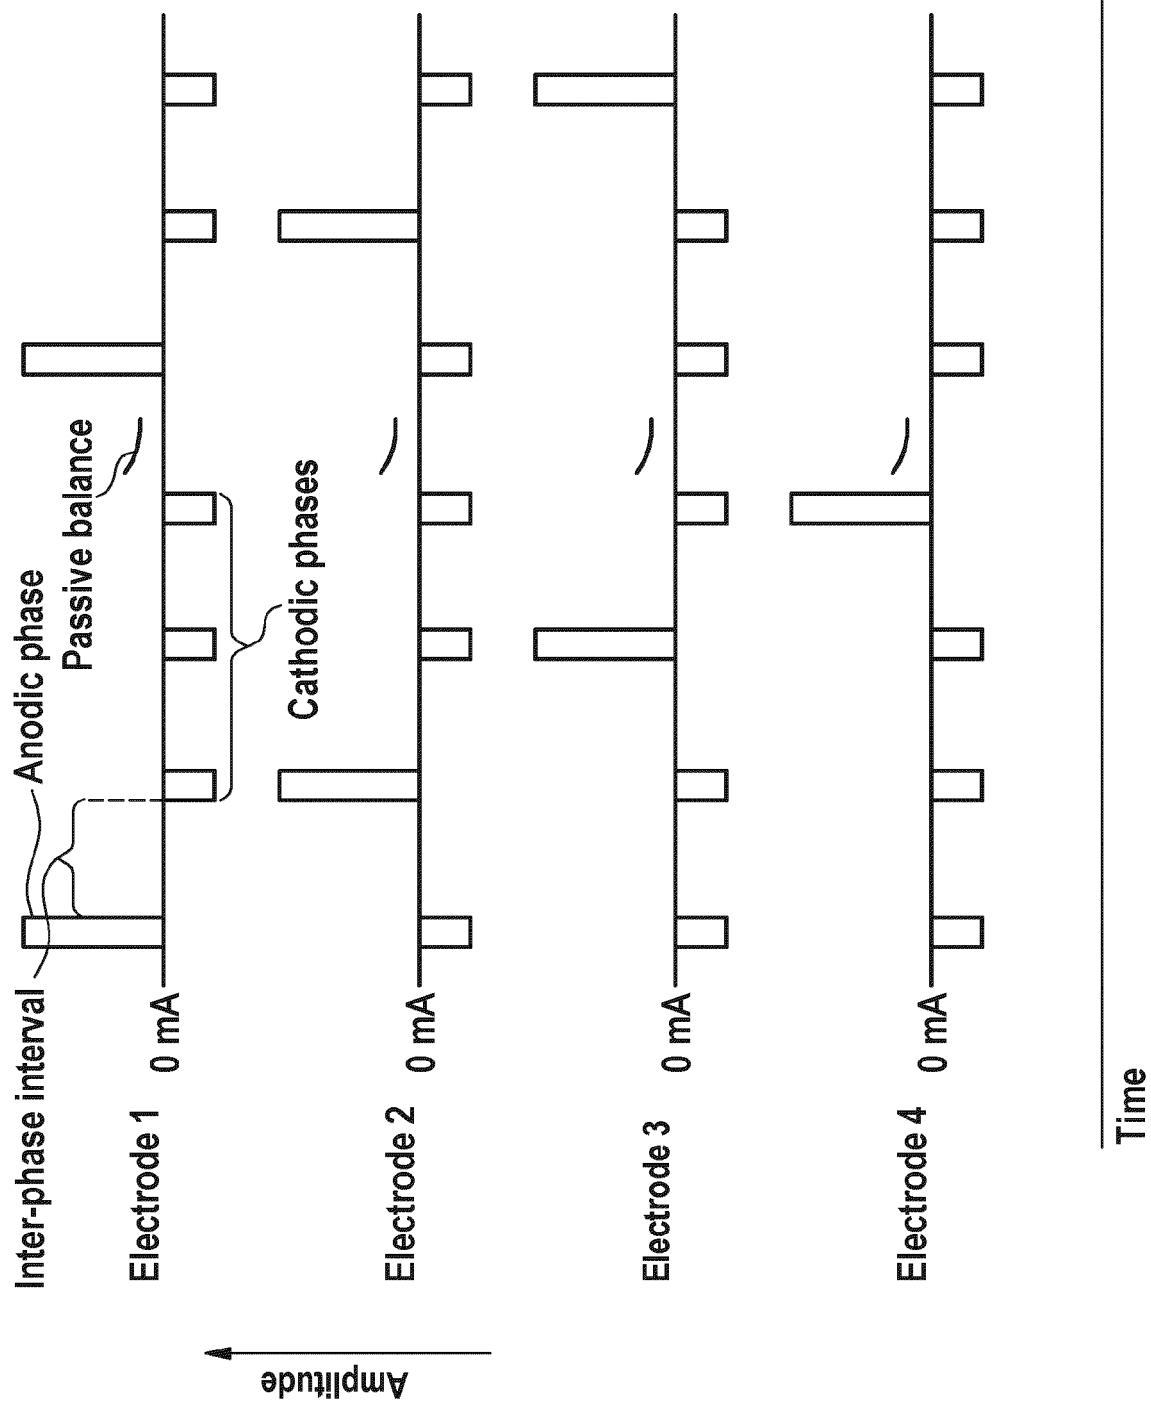 Inter-phase interval
Anodic phase
Passive balance
Electrode 1
0 mA
Cathodic phases
Electrode 2
0 mA
Electrode 3
0 mA
Electrode 4
0 mA
Amplitude
Time